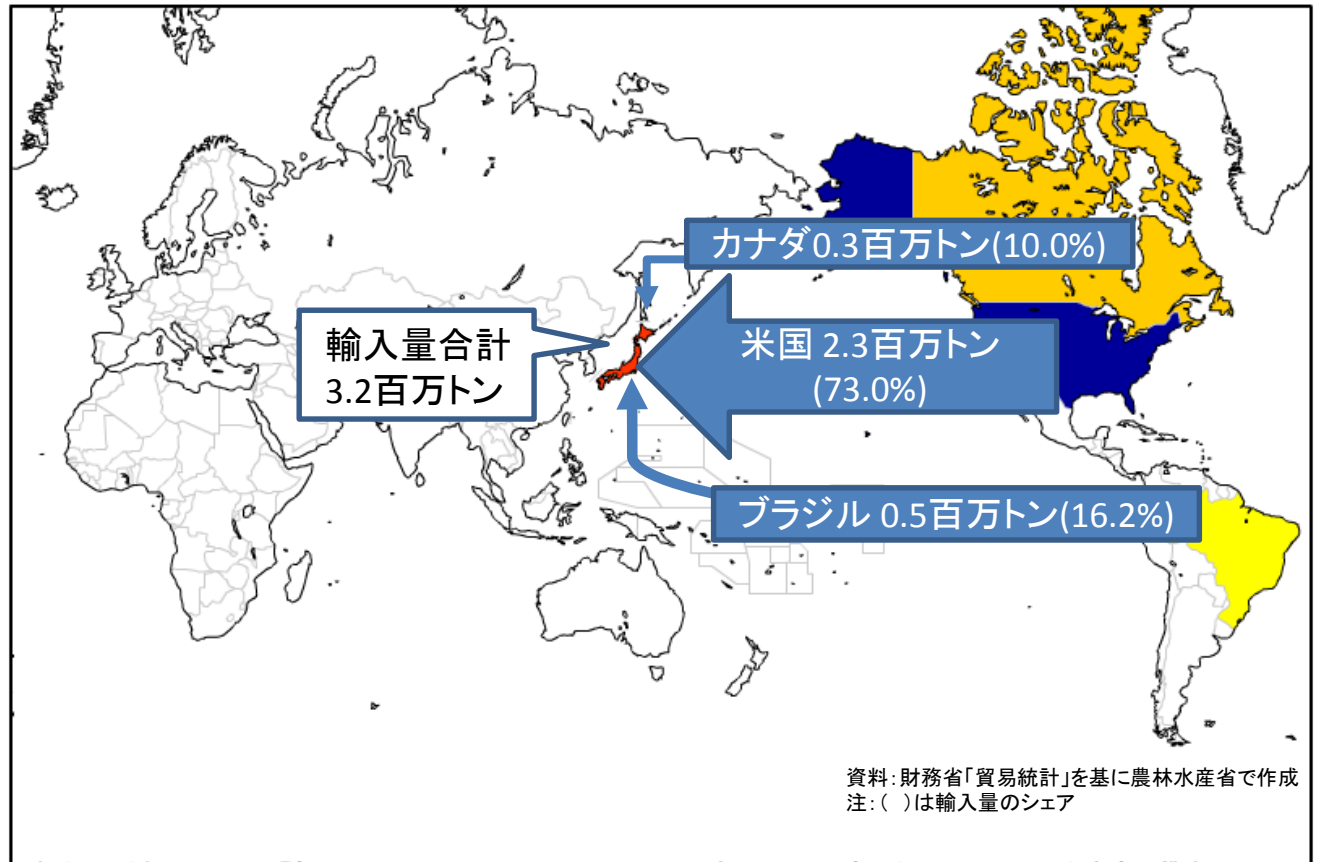 カナダ0.3百万トン(10.0%)
輸入量合計
3.2百万トン
米国 2.3百万トン
(73.0%)
ブラジル 0.5百万トン(16.2%)
資料:財務省「貿易統計」を基に農林水産省で作成
注:( )は輸入量のシェア